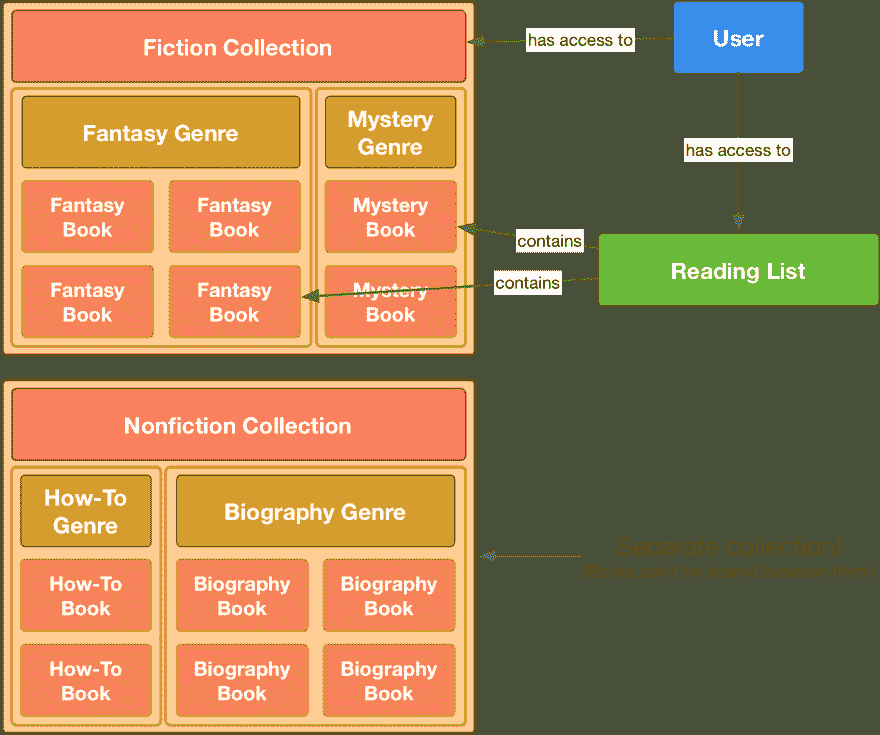 Fiction Collection
has access to
User
Fantasy Genre
Mystery
Genre
has access to
Fantasy
Book
Fantasy
Book
Mystery
Book
contains
Reading List
Fantasy
Book
Fantasy
Book
Mystery
Book
contains
Nonfiction Collection
How-To
Genre
Biography Genre
Separate collection!
(Books can't be shared between them.)
How-To
Book
Biography
Book
Biography
Book
How-To
Book
Biography
Book
Biography
Book